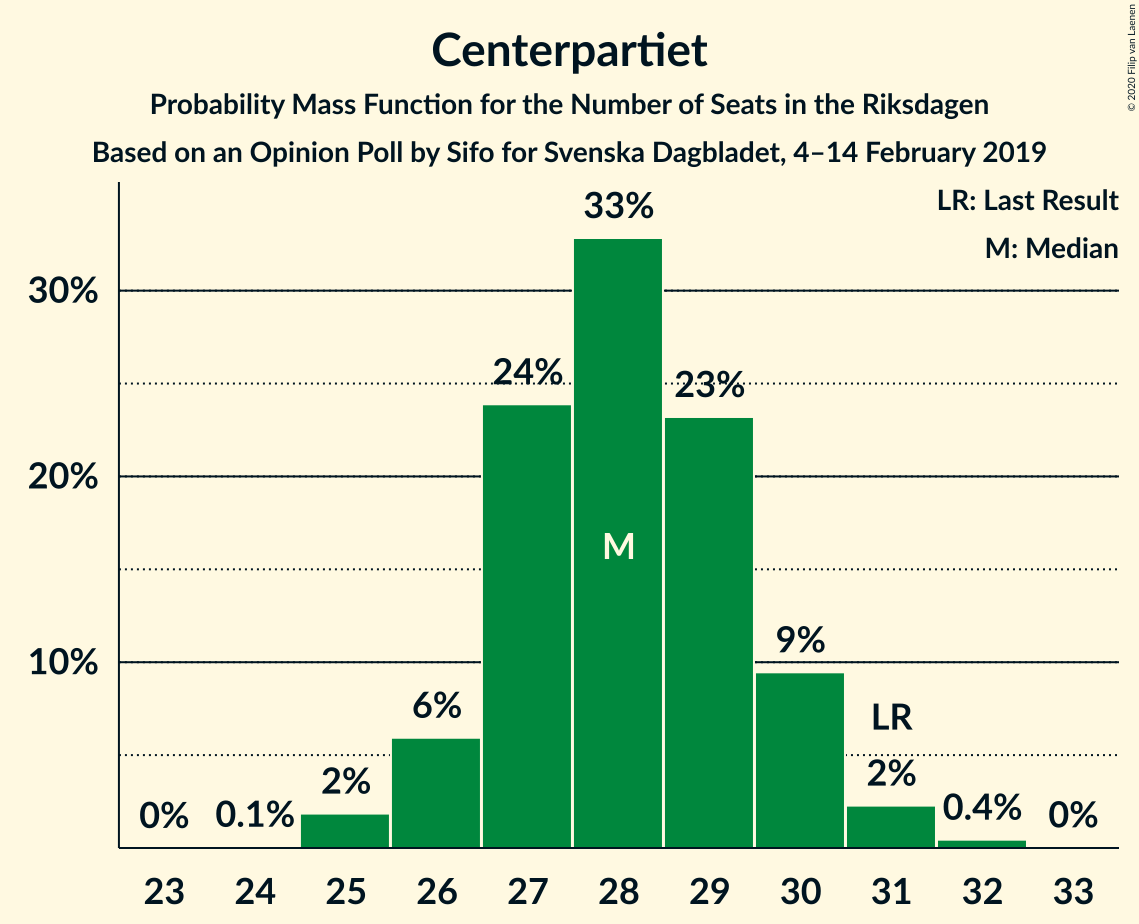 Centerpartiet
Probability Mass Function for the Number of Seats in the Riksdagen
Based on an Opinion Poll by Sifo for Svenska Dagbladet, 4–14 February 2019
© 2020 Filip van Laenen
LR: Last Result
M: Median
30%
20%
10%
0%
0.1%
2%
6%
24%
33%
M
23%
9%
LR
2%
0.4%
0%
23 24 25 26 27 28 29 30 31 32 33